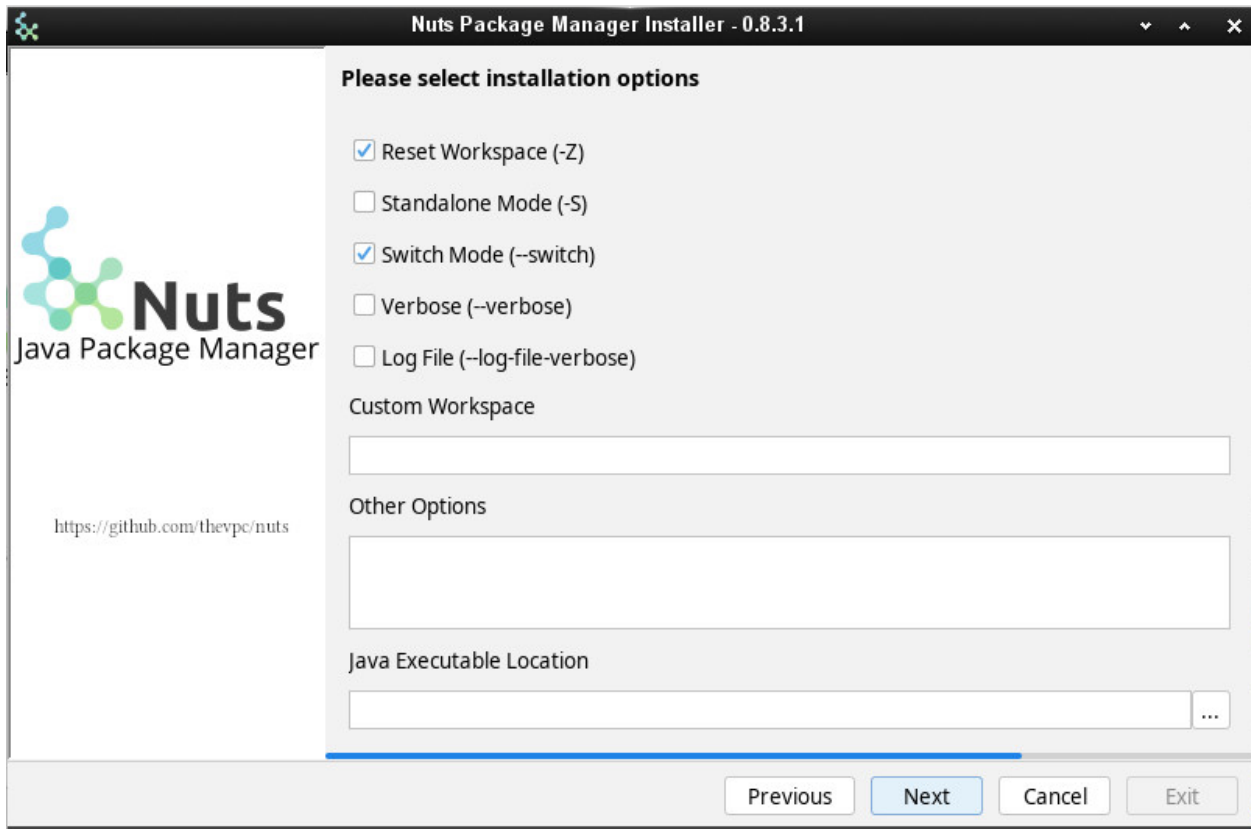 Nuts Package Manager Installer - 0.8.3.1
Please select installation options
Reset Workspace (-Z)
Standalone Mode (-S)
Switch Mode (--switch)
Verbose (--verbose)
Log File (--log-file-verbose)
Custom Workspace
Other Options
Java Executable Location
...
Nuts
Java Package Manager
https://github.com/thevpc/nuts
Previous
Next
Cancel
Exit